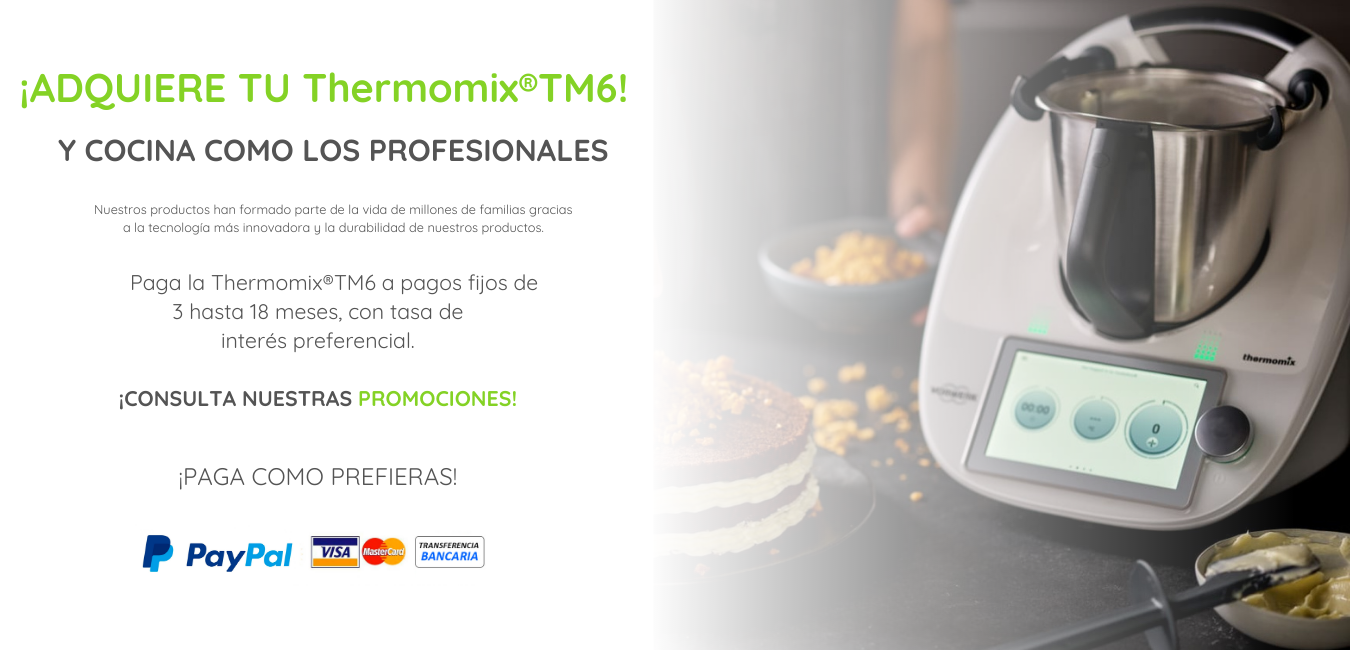 ¡ADQUIERE TU Thermomix®TM6!
Y COCINA COMO LOS PROFESIONALES
Nuestros productos han formado parte de la vida de millones de familias gracias
a la tecnología más innovadora y la durabilidad de nuestros productos.
Paga la Thermomix®TM6 a pagos fijos de
3 hasta 18 meses, con tasa de
interés preferencial.
¡CONSULTA NUESTRAS PROMOCIONES!
¡PAGA COMO PREFIERAS!
PayPal VISA MasterCard TRANSFERENCIA
BANCARIA
thermomix
VORWERK
00:00
0